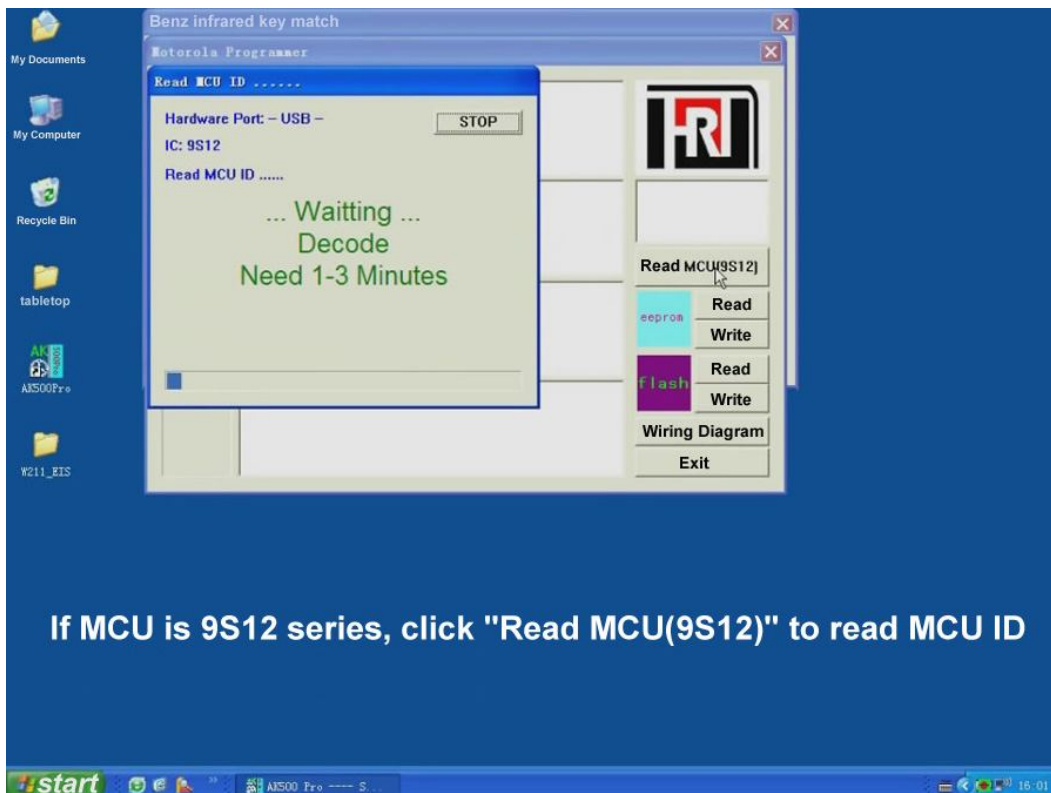 My Documents
My Computer
Recycle Bin
tabletop
AK500Pro
W211_EIS
Benz infrared key match
Motorola Programmer
Read MCU ID ......
Hardware Port: – USB –
STOP
IC: 9S12
Read MCU ID ......
... Waitting ...
Decode
Need 1-3 Minutes
HRT
Read MCU(9S12)
eeprom
Read
Write
flash
Read
Write
Wiring Diagram
Exit
If MCU is 9S12 series, click "Read MCU(9S12)" to read MCU ID
start
AK500 Pro ---- S...
16:01